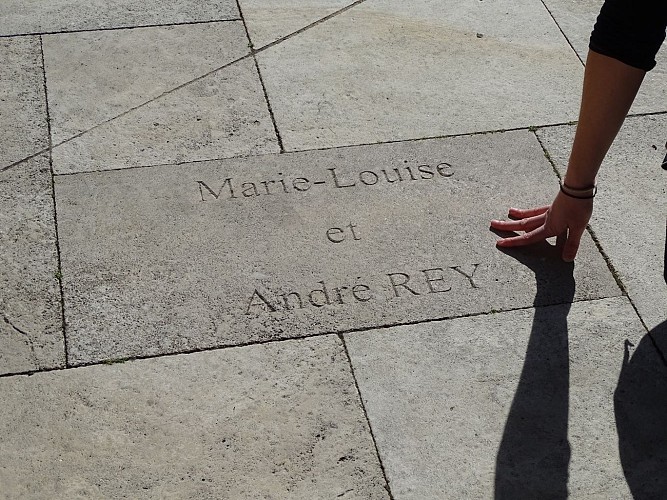 Marie-Louise
et
André REY